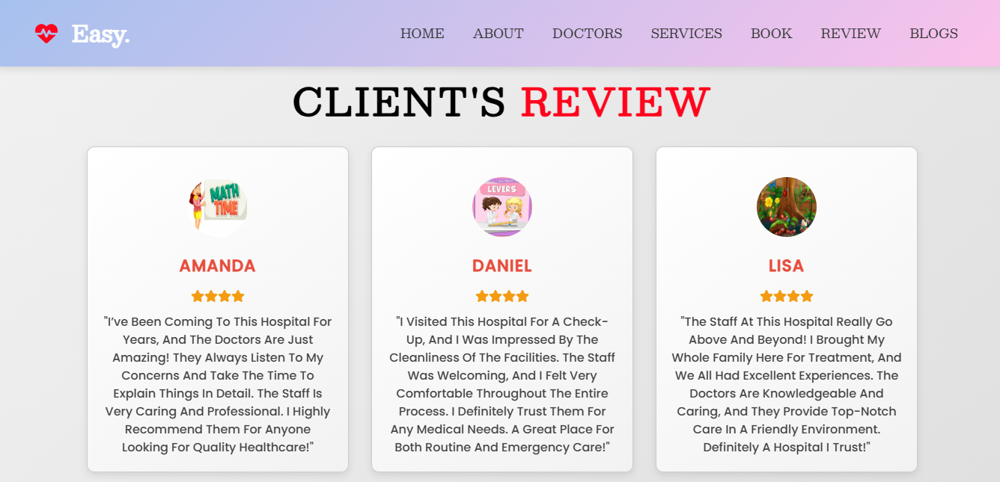 Easy.
HOME ABOUT DOCTORS SERVICES BOOK REVIEW BLOGS
CLIENT'S REVIEW
MATH
TIME
AMANDA
"I’ve Been Coming To This Hospital For
Years, And The Doctors Are Just
Amazing! They Always Listen To My
Concerns And Take The Time To
Explain Things In Detail. The Staff Is
Very Caring And Professional. I Highly
Recommend Them For Anyone
Looking For Quality Healthcare!"
LEVERS
DANIEL
"I Visited This Hospital For A Check-
Up, And I Was Impressed By The
Cleanliness Of The Facilities. The Staff
Was Welcoming, And I Felt Very
Comfortable Throughout The Entire
Process. I Definitely Trust Them For
Any Medical Needs. A Great Place For
Both Routine And Emergency Care!"
LISA
"The Staff At This Hospital Really Go
Above And Beyond! I Brought My
Whole Family Here For Treatment, And
We All Had Excellent Experiences. The
Doctors Are Knowledgeable And
Caring, And They Provide Top-Notch
Care In A Friendly Environment.
Definitely A Hospital I Trust!"